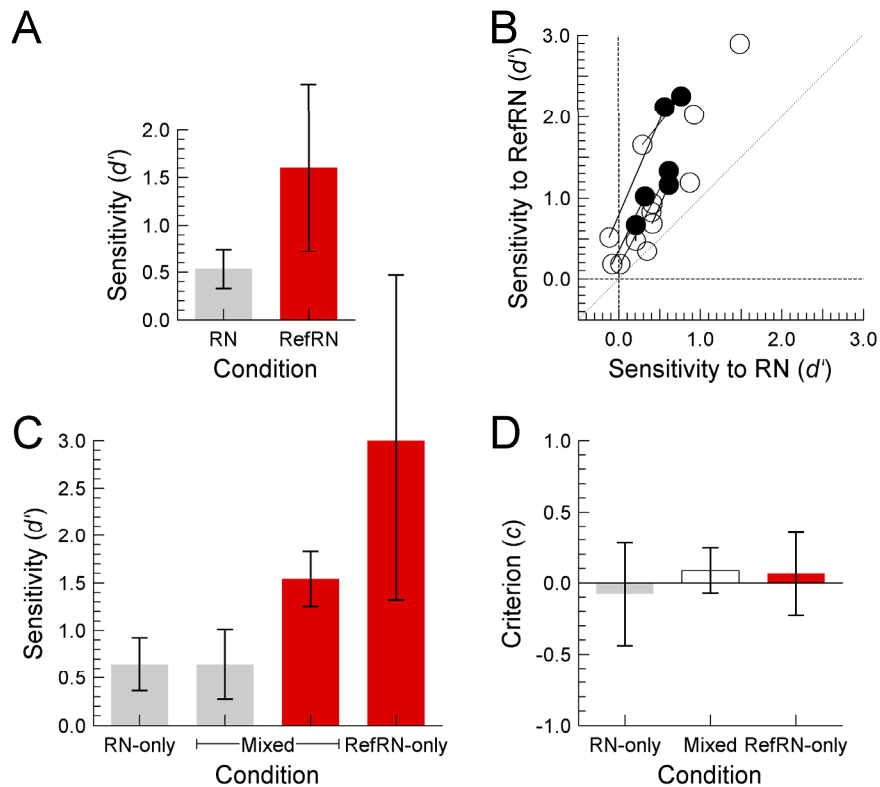 A
Sensitivity (d')
2.0
1.5
1.0
0.5
0.0
RN RefRN
Condition
B
Sensitivity to RefRN (d')
3.0
2.0
1.0
0.0
0.0 1.0 2.0 3.0
Sensitivity to RN (d')
C
Sensitivity (d')
3.0
2.5
2.0
1.5
1.0
0.5
0.0
RN-only Mixed RefRN-only
Condition
D
Criterion (c)
1.0
0.5
0.0
-0.5
-1.0
RN-only Mixed RefRN-only
Condition